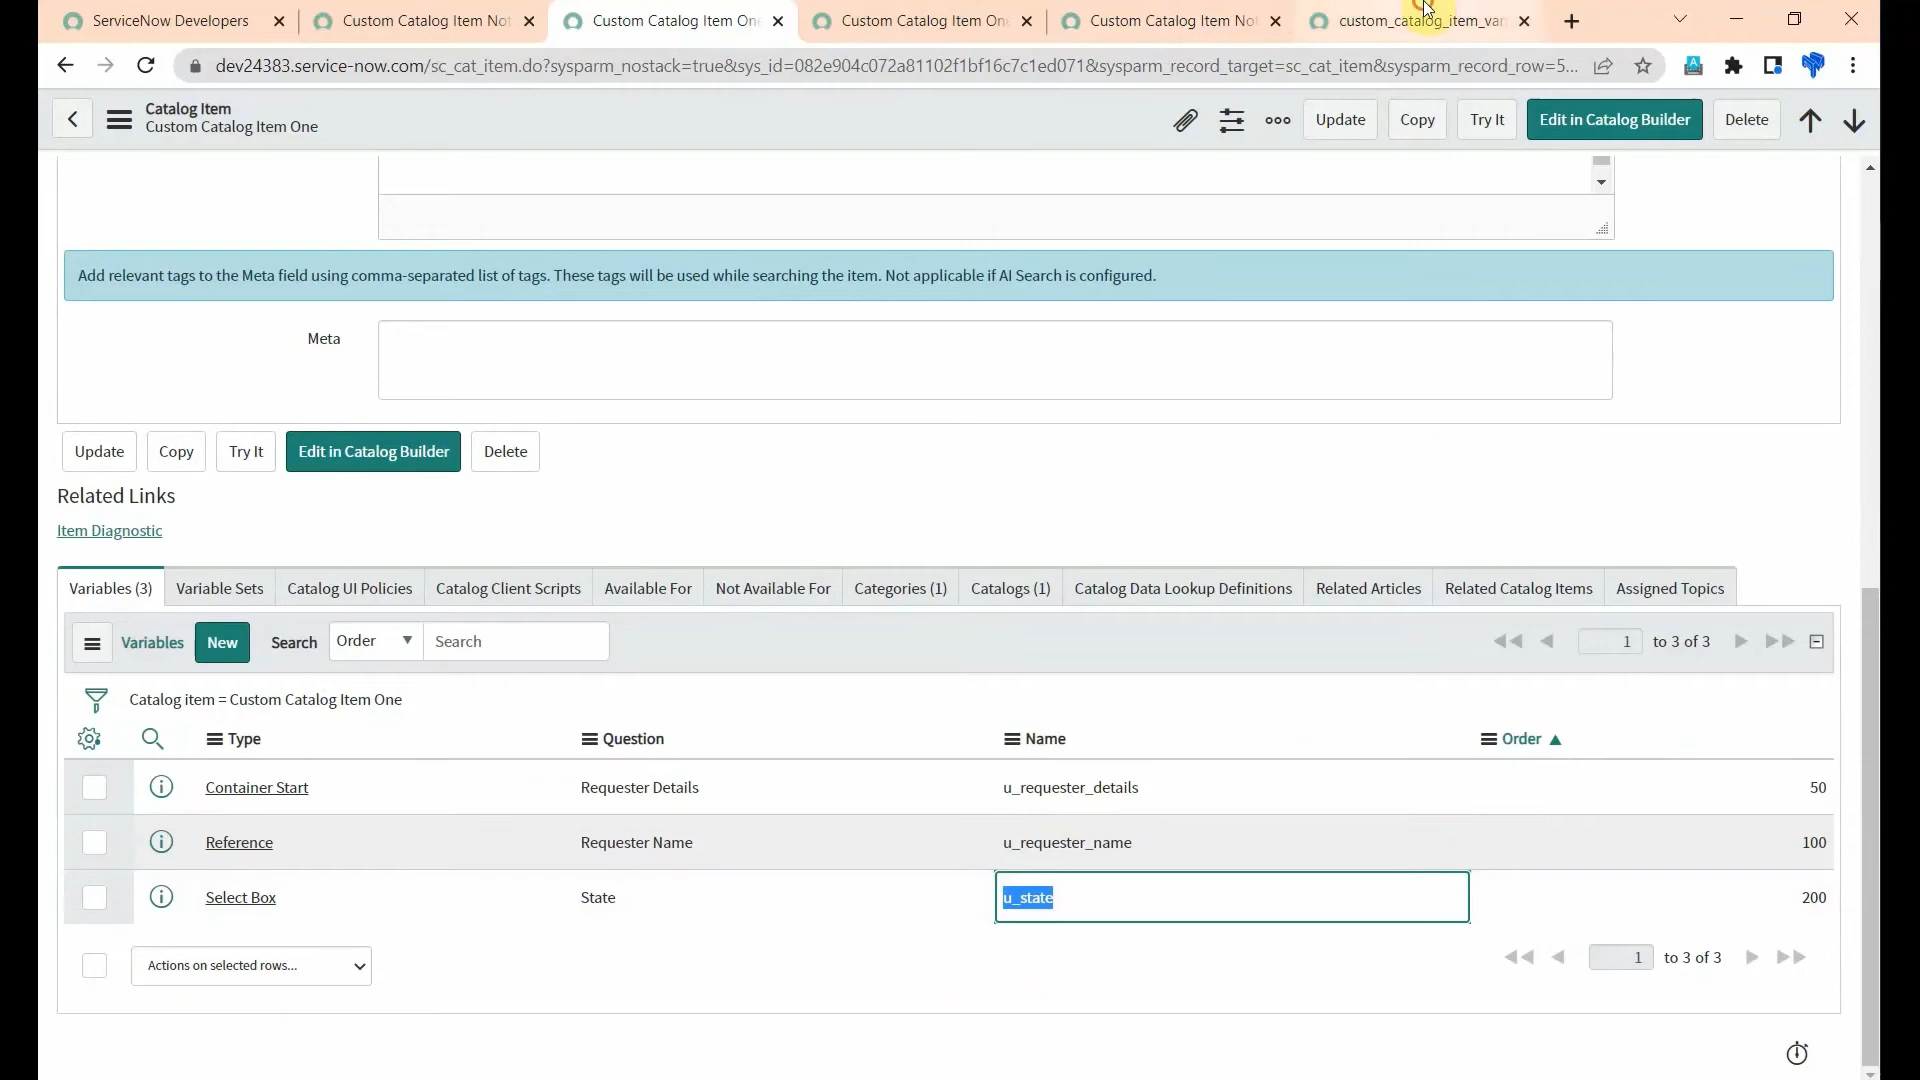 ServiceNow Developers
Custom Catalog Item Not
Custom Catalog Item On
Custom Catalog Item On
Custom Catalog Item No
custom_catalog_item_var
dev24383.service-now.com/sc_cat_item.do?sysparm_nostack=true&sys_id=082e904c072a81102f1bf16c7c1ed071&sysparm_record_target=sc_cat_item&sysparm_record_row=5...
Catalog Item
Custom Catalog Item One
Update
Copy
Try It
Edit in Catalog Builder
Delete
Add relevant tags to the Meta field using comma-separated list of tags. These tags will be used while searching the item. Not applicable if AI Search is configured.
Meta
Update
Copy
Try It
Edit in Catalog Builder
Delete
Related Links
Item Diagnostic
Variables (3)
Variable Sets
Catalog UI Policies
Catalog Client Scripts
Available For
Not Available For
Categories (1)
Catalogs (1)
Catalog Data Lookup Definitions
Related Articles
Related Catalog Items
Assigned Topics
Variables
New
Search
Order
Search
1 to 3 of 3
Catalog item = Custom Catalog Item One
Type Question Name Order
Container Start Requester Details u_requester_details 50
Reference Requester Name u_requester_name 100
Select Box State u_state 200
Actions on selected rows...
1 to 3 of 3